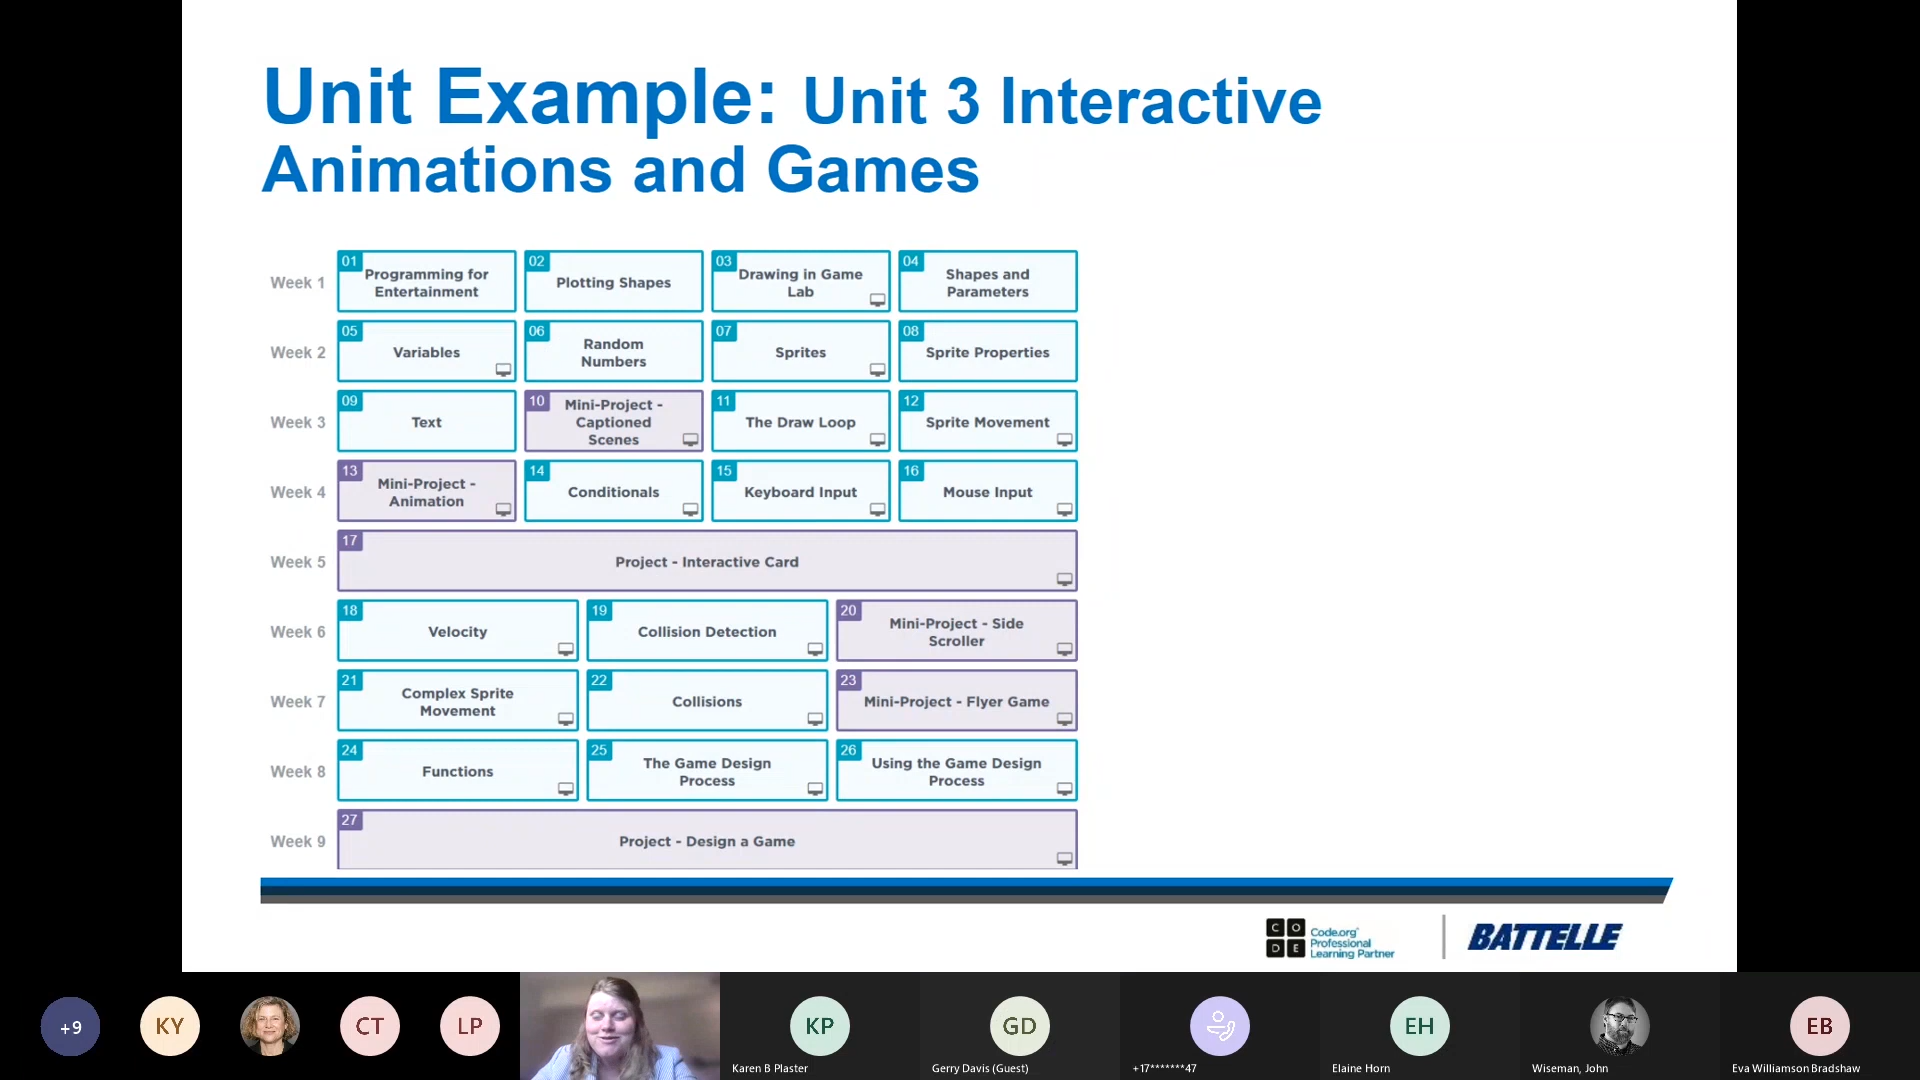 Unit Example: Unit 3 Interactive
Animations and Games
Week 1
01
Programming for
Entertainment
02
Plotting Shapes
03
Drawing in Game
Lab
04
Shapes and
Parameters
Week 2
05
Variables
06
Random
Numbers
07
Sprites
08
Sprite Properties
Week 3
09
Text
10
Mini-Project -
Captioned
Scenes
11
The Draw Loop
12
Sprite Movement
Week 4
13
Mini-Project -
Animation
14
Conditionals
15
Keyboard Input
16
Mouse Input
Week 5
17
Project - Interactive Card
Week 6
18
Velocity
19
Collision Detection
20
Mini-Project - Side
Scroller
Week 7
21
Complex Sprite
Movement
22
Collisions
23
Mini-Project - Flyer Game
Week 8
24
Functions
25
The Game Design
Process
26
Using the Game Design
Process
Week 9
27
Project - Design a Game
C O
D E
Code.org
Professional
Learning Partner
BATTELLE
+9
KY
CT
LP
KP
Karen B Plaster
GD
Gerry Davis (Guest)
+17*******47
EH
Elaine Horn
Wiseman, John
EB
Eva Williamson Bradshaw